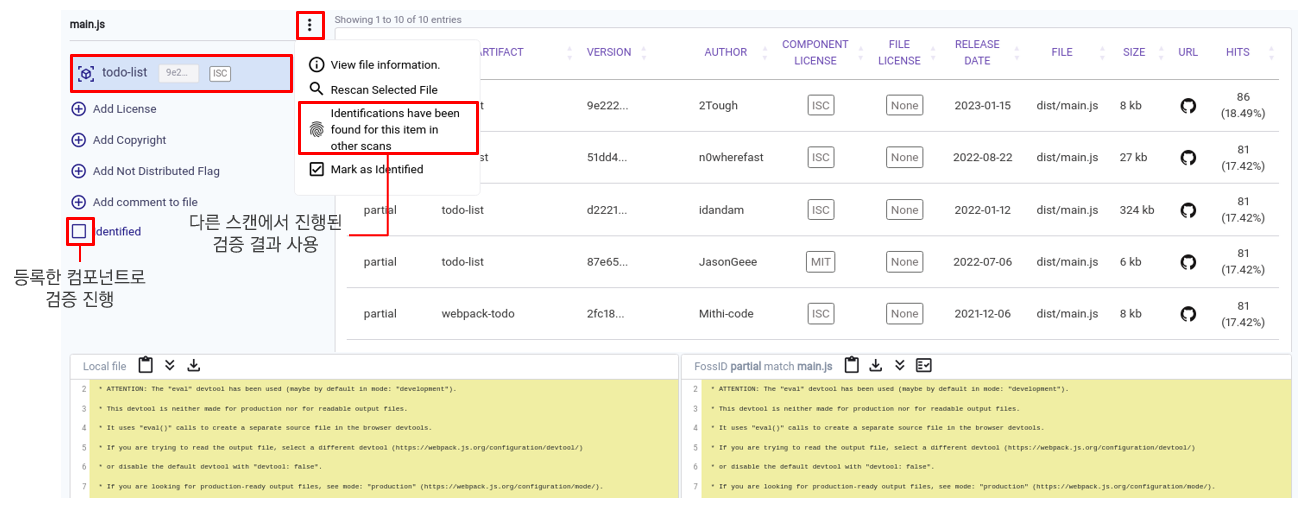 main.js
Showing 1 to 10 of 10 entries
todo-list 9e2... ISC
Add License
Add Copyright
Add Not Distributed Flag
Add comment to file
dentified
등록한 컴포넌트로
검증 진행
View file information.
Rescan Selected File
Identifications have been
found for this item in
other scans
Mark as Identified
다른 스캔에서 진행된
검증 결과 사용
ARTIFACT VERSION AUTHOR COMPONENT LICENSE FILE LICENSE RELEASE DATE FILE SIZE URL HITS
9e222... 2Tough ISC None 2023-01-15 dist/main.js 8 kb 86 (18.49%)
51dd4... n0wherefast ISC None 2022-08-22 dist/main.js 27 kb 81 (17.42%)
partial todo-list d2221... idandam ISC None 2022-01-12 dist/main.js 324 kb 81 (17.42%)
partial todo-list 87e65... JasonGeee MIT None 2022-07-06 dist/main.js 6 kb 81 (17.42%)
partial webpack-todo 2fc18... Mithi-code ISC None 2021-12-06 dist/main.js 8 kb 81 (17.42%)
Local file
2 * ATTENTION: The "eval" devtool has been used (maybe by default in mode: "development").
3 * This devtool is neither made for production nor for readable output files.
4 * It uses "eval()" calls to create a separate source file in the browser devtools.
5 * If you are trying to read the output file, select a different devtool (https://webpack.js.org/configuration/devtool/)
6 * or disable the default devtool with "devtool: false".
7 * If you are looking for production-ready output files, see mode: "production" (https://webpack.js.org/configuration/mode/).
FossID partial match main.js
2 * ATTENTION: The "eval" devtool has been used (maybe by default in mode: "development").
3 * This devtool is neither made for production nor for readable output files.
4 * It uses "eval()" calls to create a separate source file in the browser devtools.
5 * If you are trying to read the output file, select a different devtool (https://webpack.js.org/configuration/devtool/)
6 * or disable the default devtool with "devtool: false".
7 * If you are looking for production-ready output files, see mode: "production" (https://webpack.js.org/configuration/mode/).